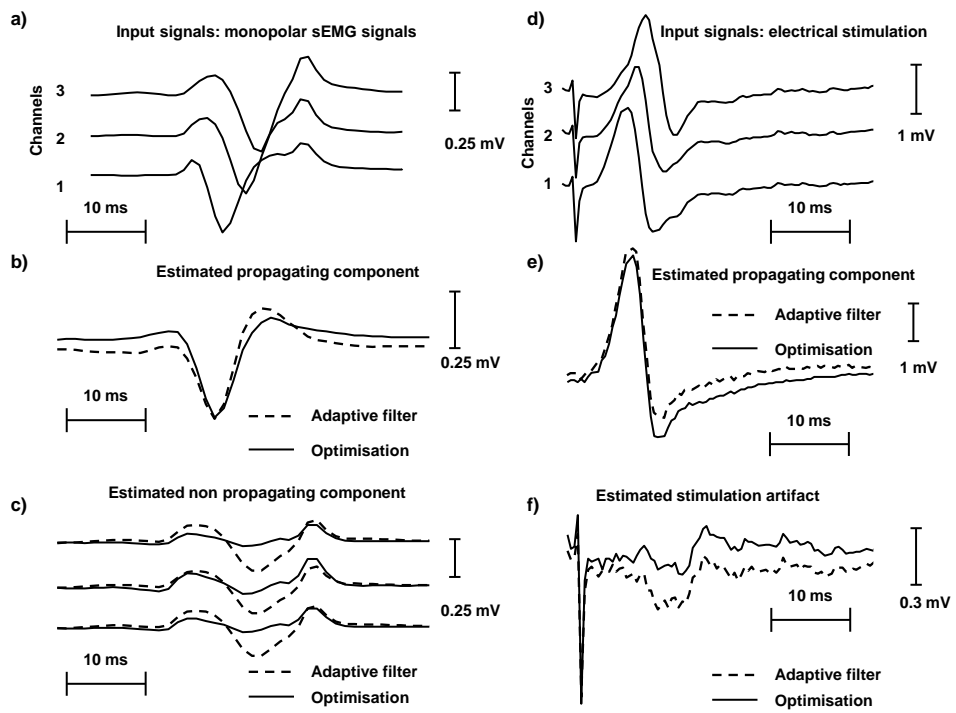 a)
Input signals: monopolar sEMG signals
Channels
3
2
1
0.25 mV
10 ms
b)
Estimated propagating component
0.25 mV
10 ms
Adaptive filter
Optimisation
c)
Estimated non propagating component
0.25 mV
10 ms
Adaptive filter
Optimisation
d)
Input signals: electrical stimulation
Channels
3
2
1
1 mV
10 ms
e)
Estimated propagating component
Adaptive filter
Optimisation
1 mV
10 ms
f)
Estimated stimulation artifact
10 ms
0.3 mV
Adaptive filter
Optimisation